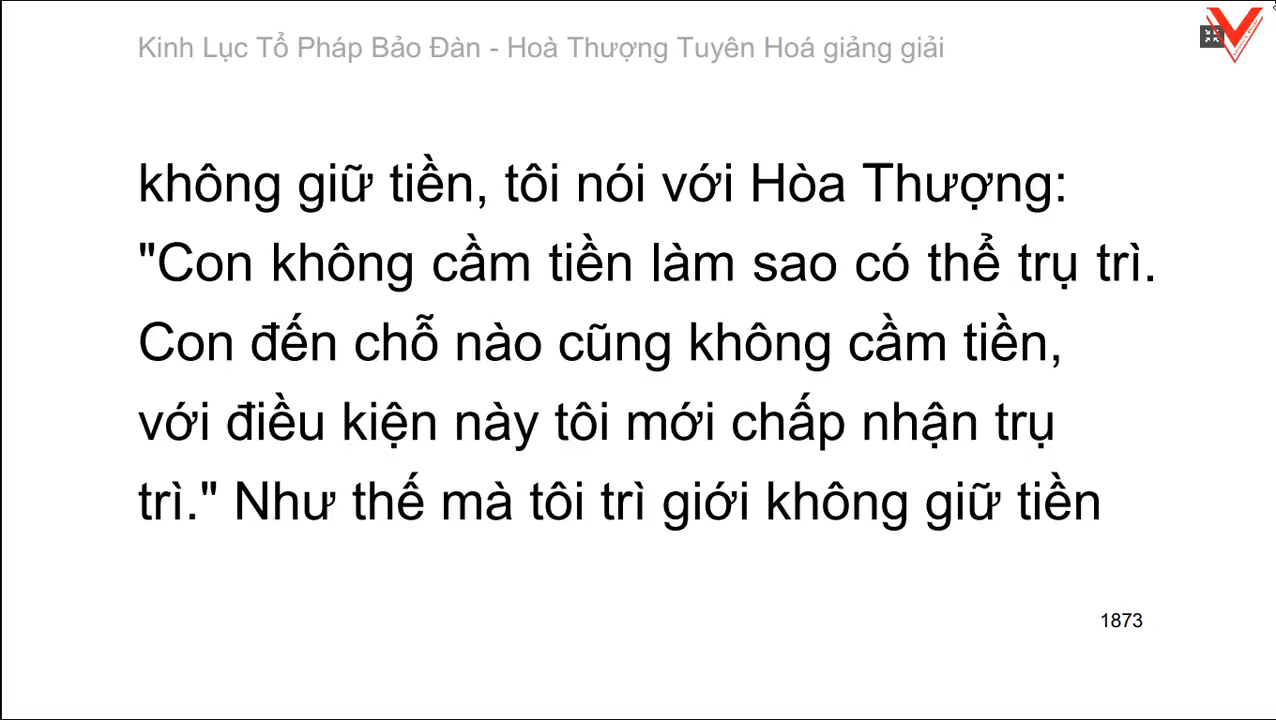 Kinh Lục Tổ Pháp Bảo Đàn - Hoà Thượng Tuyên Hoá giảng giải
không giữ tiền, tôi nói với Hòa Thượng:
"Con không cầm tiền làm sao có thể trụ trì.
Con đến chỗ nào cũng không cầm tiền,
với điều kiện này tôi mới chấp nhận trụ
trì." Như thế mà tôi trì giới không giữ tiền
1873